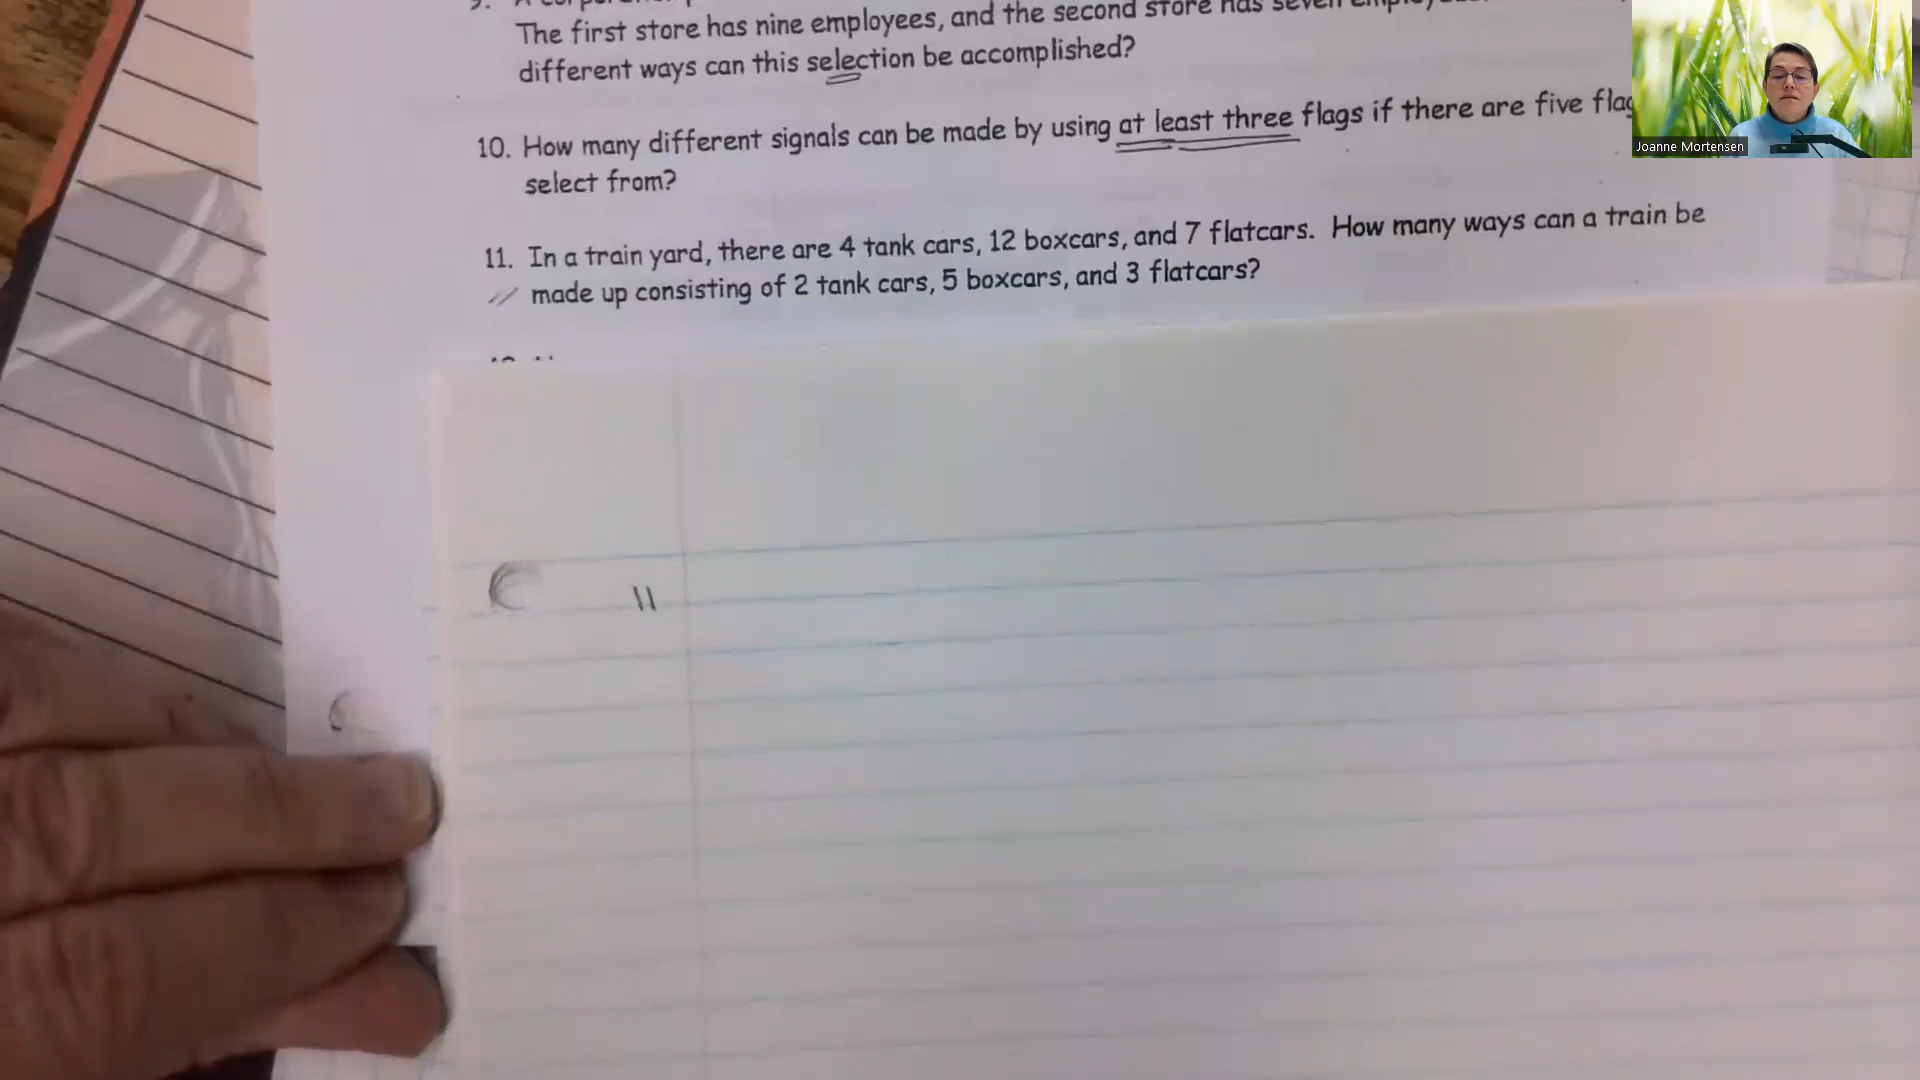 9. A
The first store has nine employees, and the second store has seven
different ways can this selection be accomplished?
10. How many different signals can be made by using at least three flags if there are five
select from?
11. In a train yard, there are 4 tank cars, 12 boxcars, and 7 flatcars. How many ways can a train be
made up consisting of 2 tank cars, 5 boxcars, and 3 flatcars?
11
Joanne Mortensen